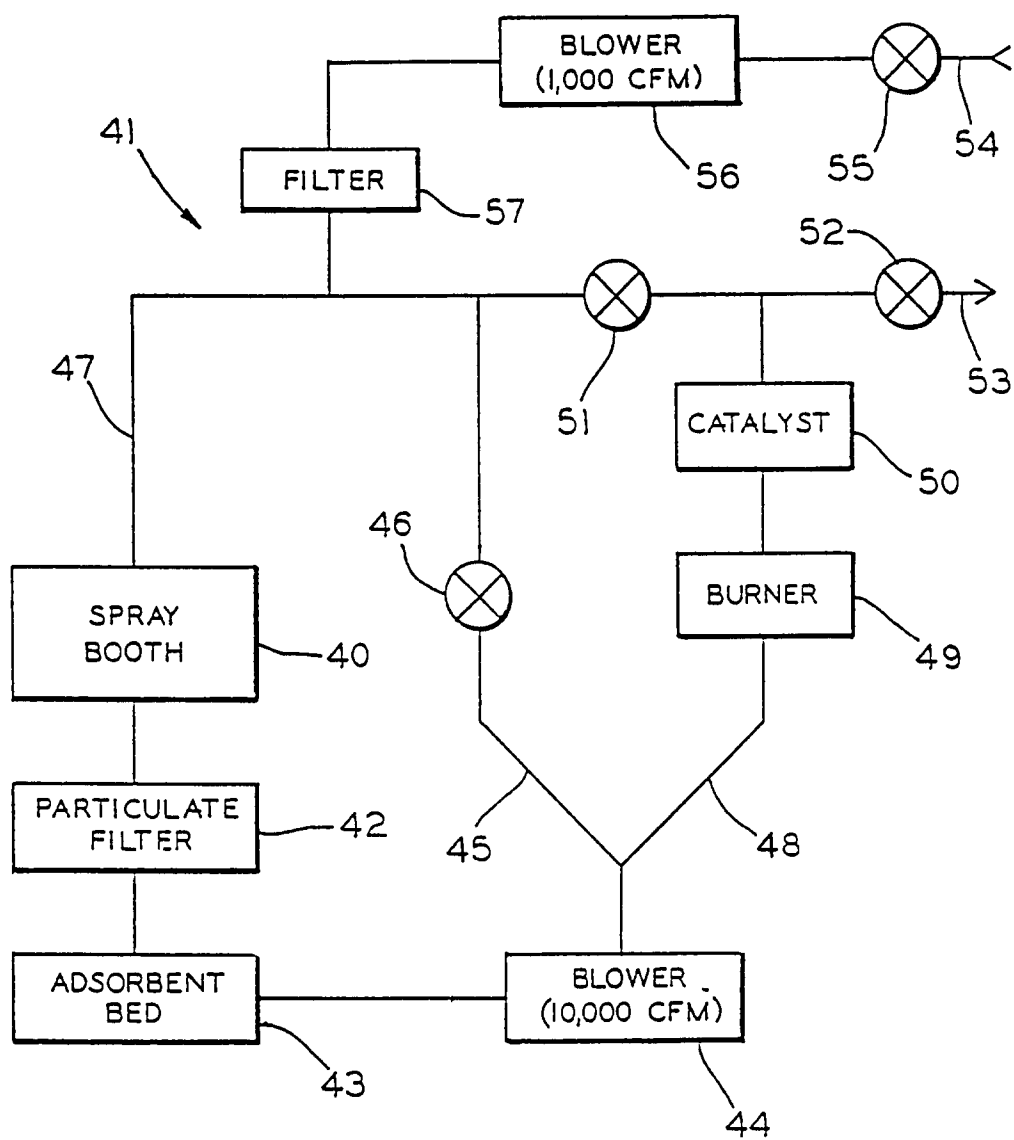 BLOWER
(1,000 CFM)
41
54
55
56
FILTER
57
52
47
53
51
CATALYST
50
46
SPRAY
BOOTH
BURNER
40
49
PARTICULATE
FILTER
42
45
48
ADSORBENT
BED
BLOWER
(10,000 CFM)
43
44